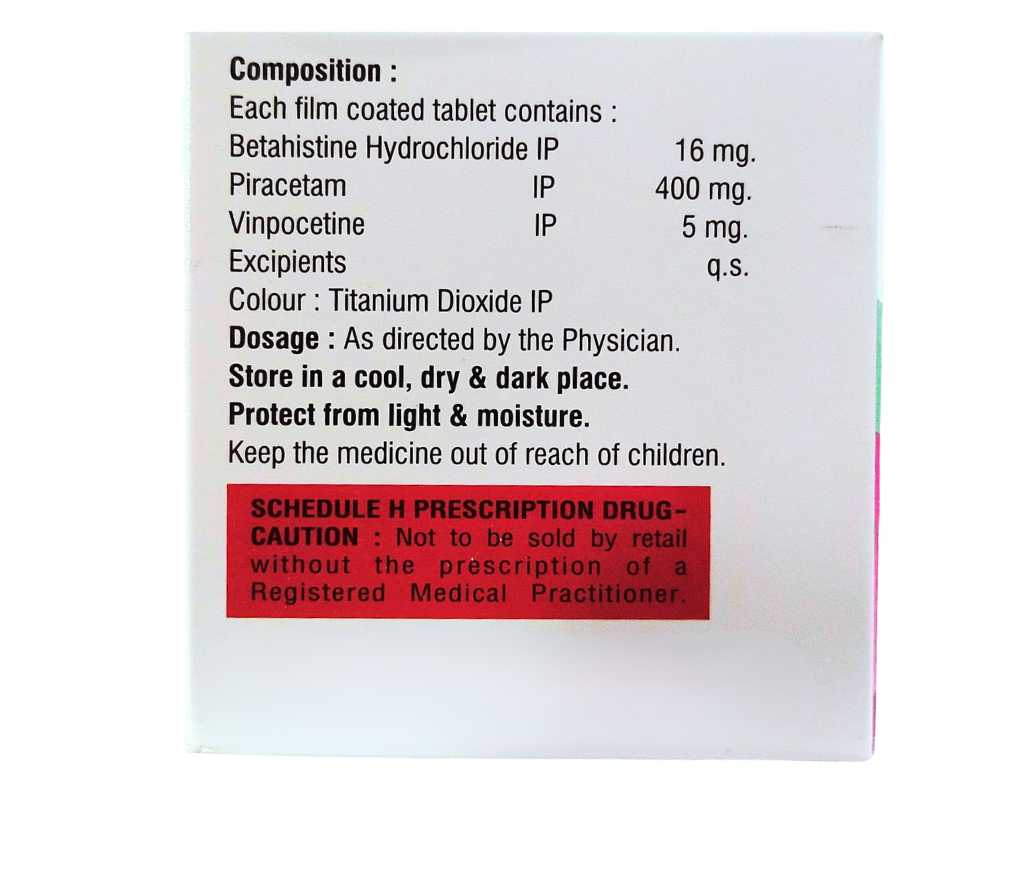 Composition :
Each film coated tablet contains :
Betahistine Hydrochloride IP 16 mg.
Piracetam IP 400 mg.
Vinpocetine IP 5 mg.
Excipients q.s.
Colour : Titanium Dioxide IP
Dosage : As directed by the Physician.
Store in a cool, dry & dark place.
Protect from light & moisture.
Keep the medicine out of reach of children.
SCHEDULE H PRESCRIPTION DRUG-
CAUTION : Not to be sold by retail
without the prescription of a
Registered Medical Practitioner.